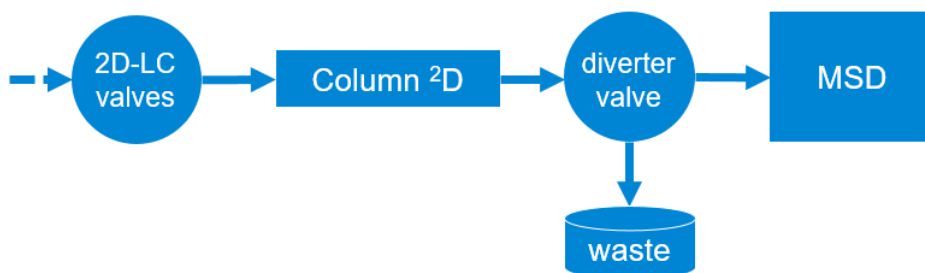 2D-LC
valves
Column ²D
diverter
valve
MSD
waste